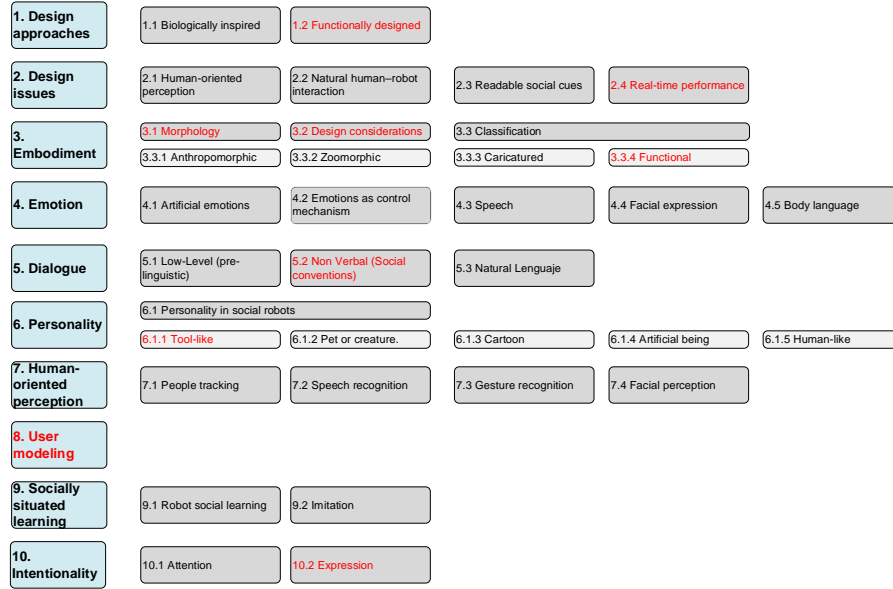 1. Design
approaches
1.1 Biologically inspired
1.2 Functionally designed
2. Design
issues
2.1 Human-oriented
perception
2.2 Natural human–robot
interaction
2.3 Readable social cues
2.4 Real-time performance
3.
Embodiment
3.1 Morphology
3.2 Design considerations
3.3 Classification
3.3.1 Anthropomorphic
3.3.2 Zoomorphic
3.3.3 Caricatured
3.3.4 Functional
4. Emotion
4.1 Artificial emotions
4.2 Emotions as control
mechanism
4.3 Speech
4.4 Facial expression
4.5 Body language
5. Dialogue
5.1 Low-Level (pre-
linguistic)
5.2 Non Verbal (Social
conventions)
5.3 Natural Lenguaje
6. Personality
6.1 Personality in social robots
6.1.1 Tool-like
6.1.2 Pet or creature.
6.1.3 Cartoon
6.1.4 Artificial being
6.1.5 Human-like
7. Human-
oriented
perception
7.1 People tracking
7.2 Speech recognition
7.3 Gesture recognition
7.4 Facial perception
8. User
modeling
9. Socially
situated
learning
9.1 Robot social learning
9.2 Imitation
10.
Intentionality
10.1 Attention
10.2 Expression